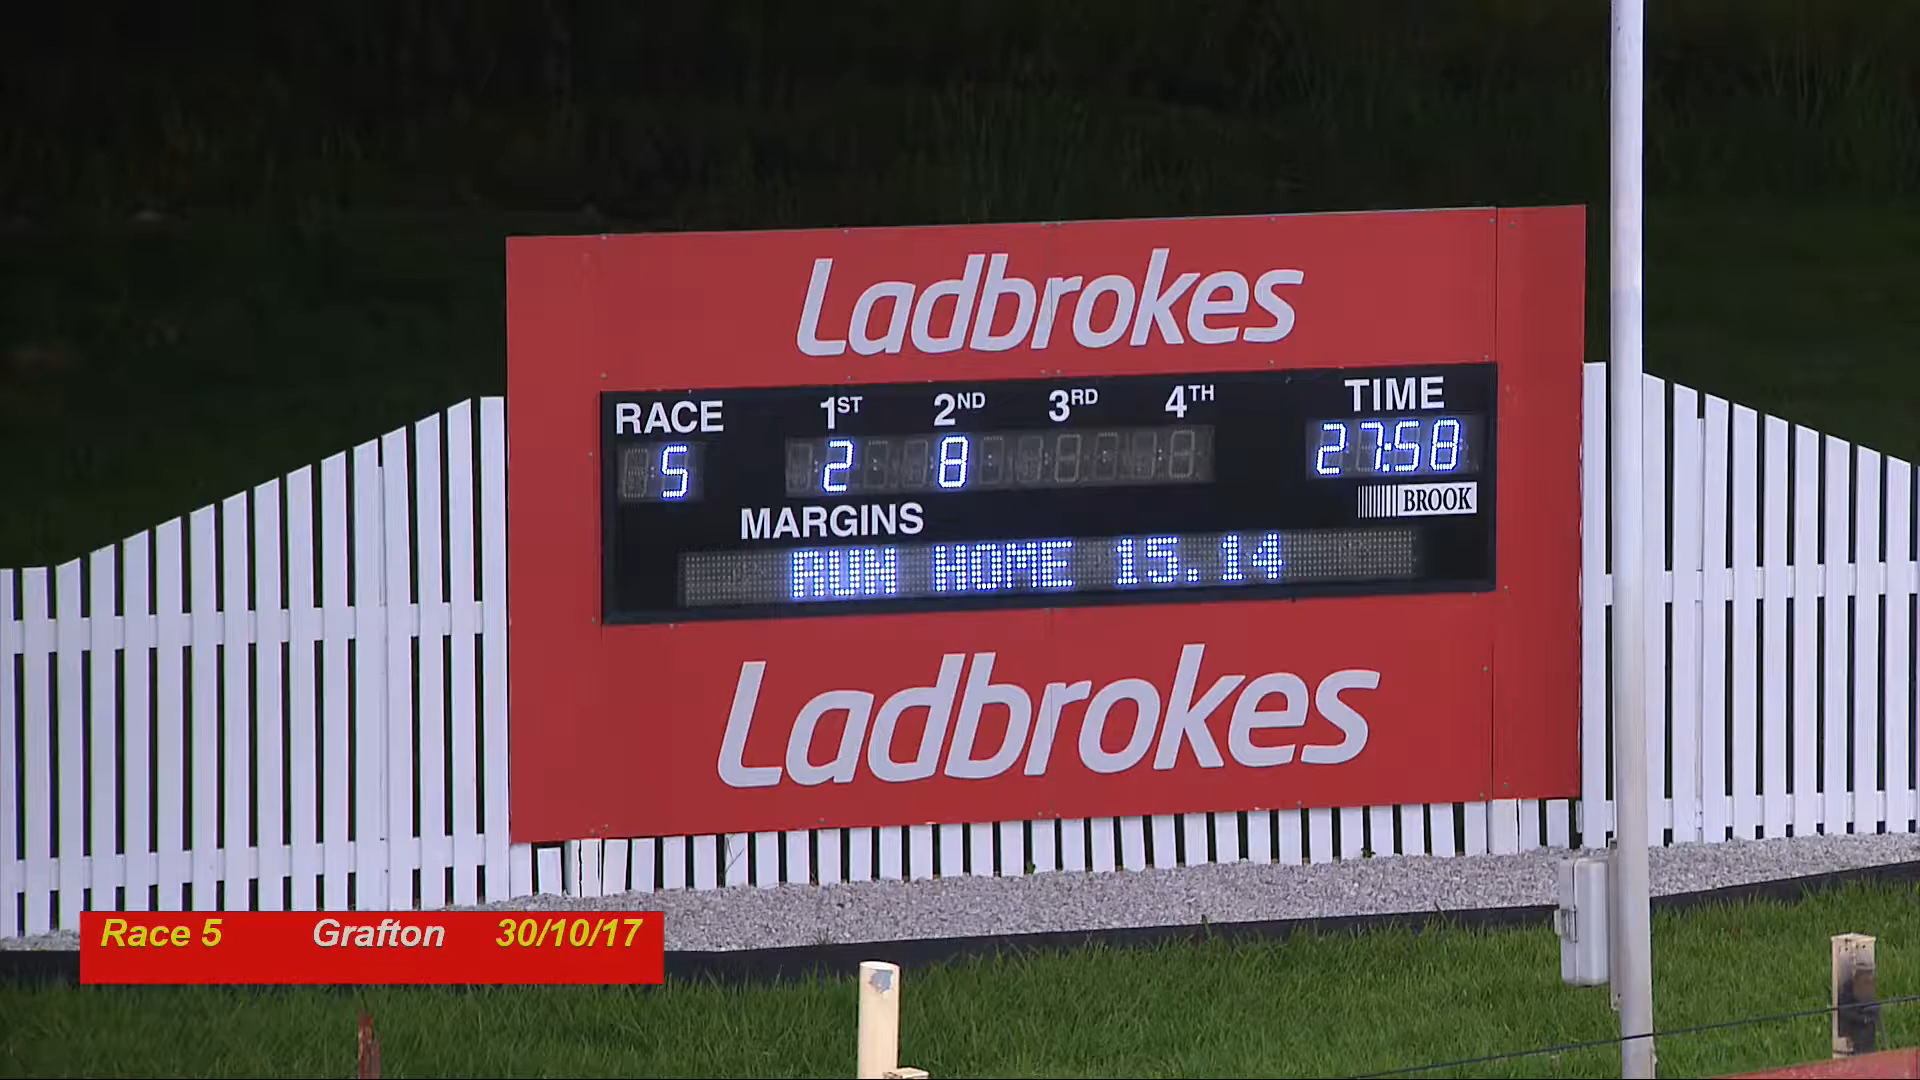 Ladbrokes
RACE 1ST 2ND 3RD 4TH TIME
5 2 8 27:58
BROOK
MARGINS
RUN HOME 15.14
Ladbrokes
Race 5 Grafton 30/10/17